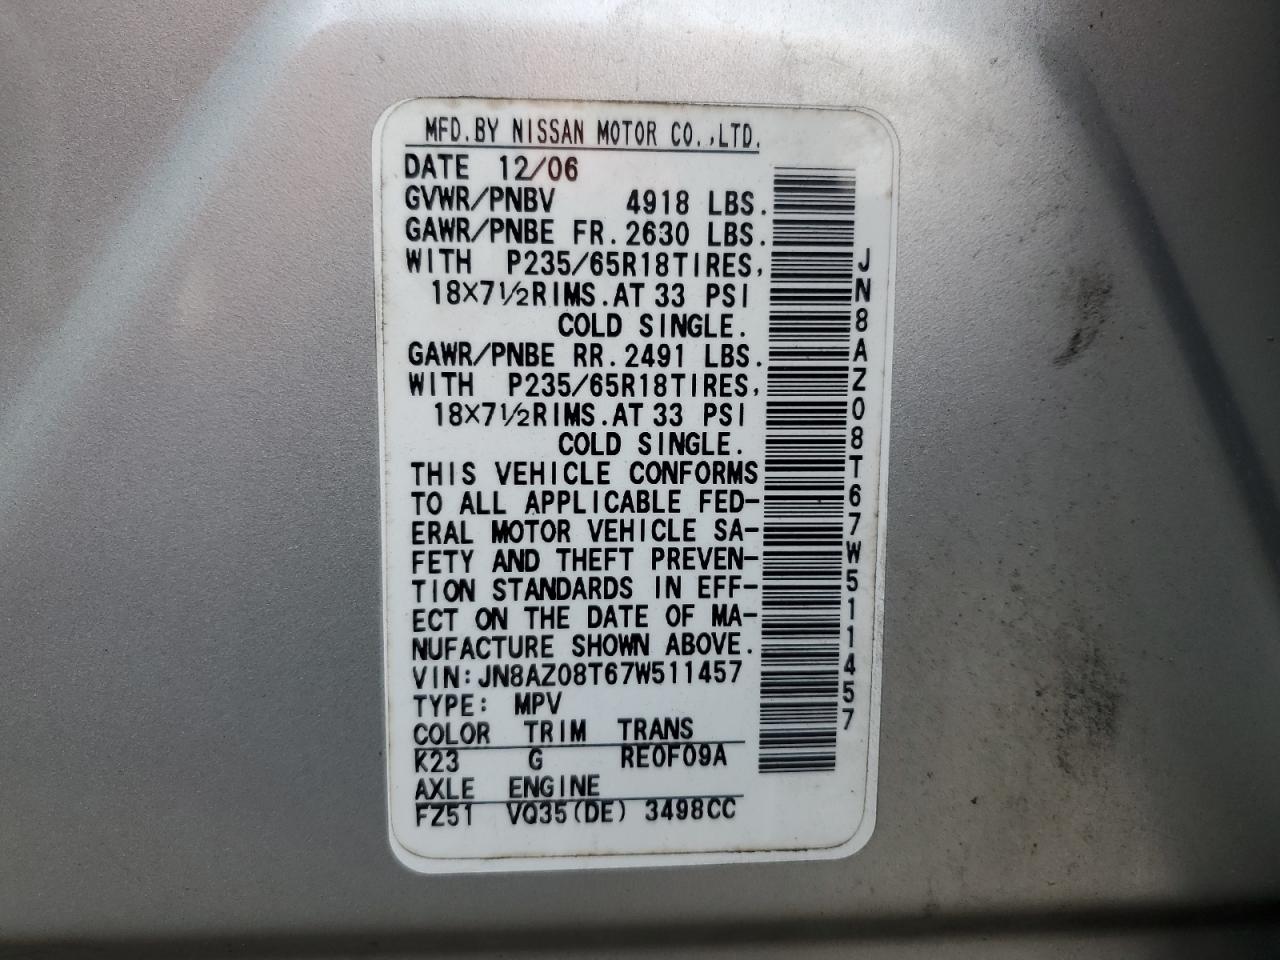 MFD.BY NISSAN MOTOR CO.,LTD.
DATE 12/06
GVWR/PNBV 4918 LBS.
GAWR/PNBE FR.2630 LBS.
WITH P235/65R18TIRES,
18×7½RIMS.AT 33 PSI
COLD SINGLE.
GAWR/PNBE RR.2491 LBS.
WITH P235/65R18TIRES,
18×7½RIMS.AT 33 PSI
COLD SINGLE.
THIS VEHICLE CONFORMS
TO ALL APPLICABLE FED-
ERAL MOTOR VEHICLE SA-
FETY AND THEFT PREVEN-
TION STANDARDS IN EFF-
ECT ON THE DATE OF MA-
NUFACTURE SHOWN ABOVE.
VIN:JN8AZ08T67W511457
TYPE: MPV
COLOR TRIM TRANS
K23 G RE0F09A
AXLE ENGINE
FZ51 VQ35(DE) 3498CC
JN8AZ08T67W511457